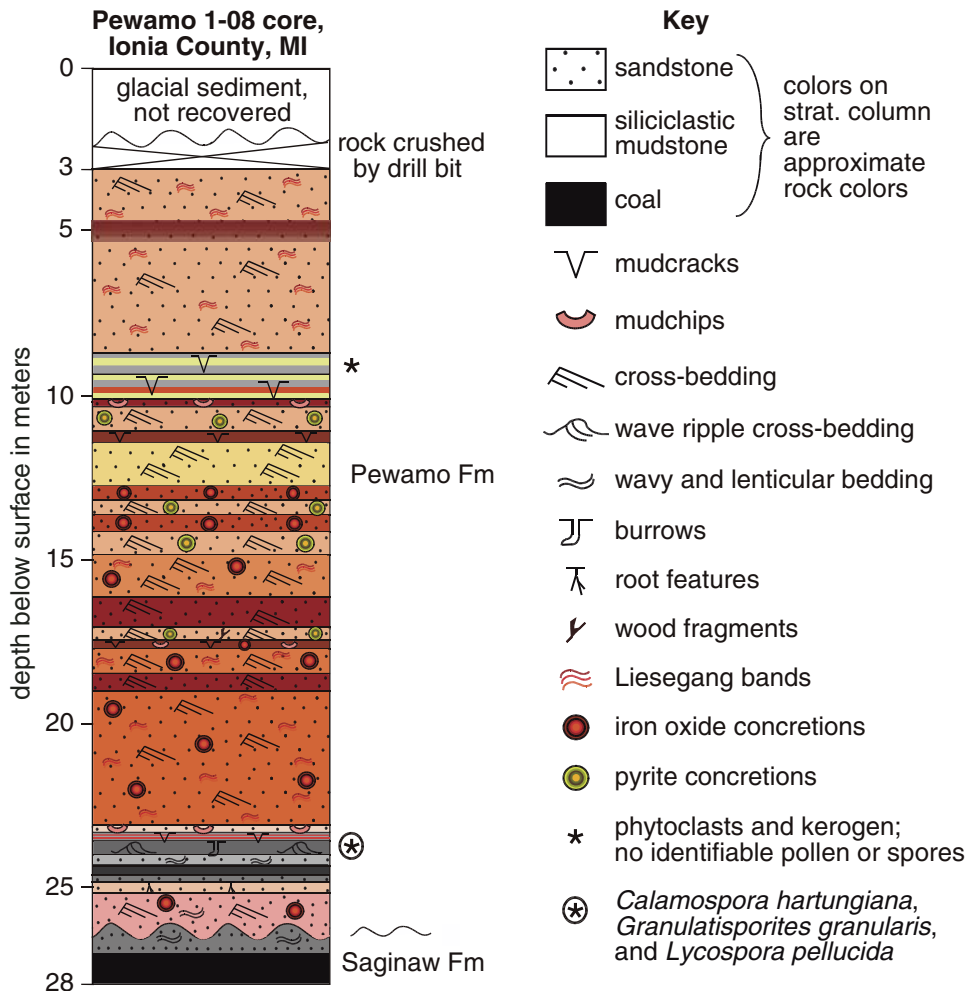 Pewamo 1-08 core,
Ionia County, MI
0
glacial sediment,
not recovered
rock crushed
by drill bit
3
5
10
15
20
25
28
depth below surface in meters
Pewamo Fm
Saginaw Fm
*
*
Key
sandstone
siliciclastic
mudstone
coal
colors on
strat. column
are
approximate
rock colors
mudcracks
mudchips
cross-bedding
wave ripple cross-bedding
wavy and lenticular bedding
burrows
root features
wood fragments
Liesegang bands
iron oxide concretions
pyrite concretions
* phytoclasts and kerogen;
no identifiable pollen or spores
* Calamospora hartungiana,
Granulatisporites granularis,
and Lycospora pellucida